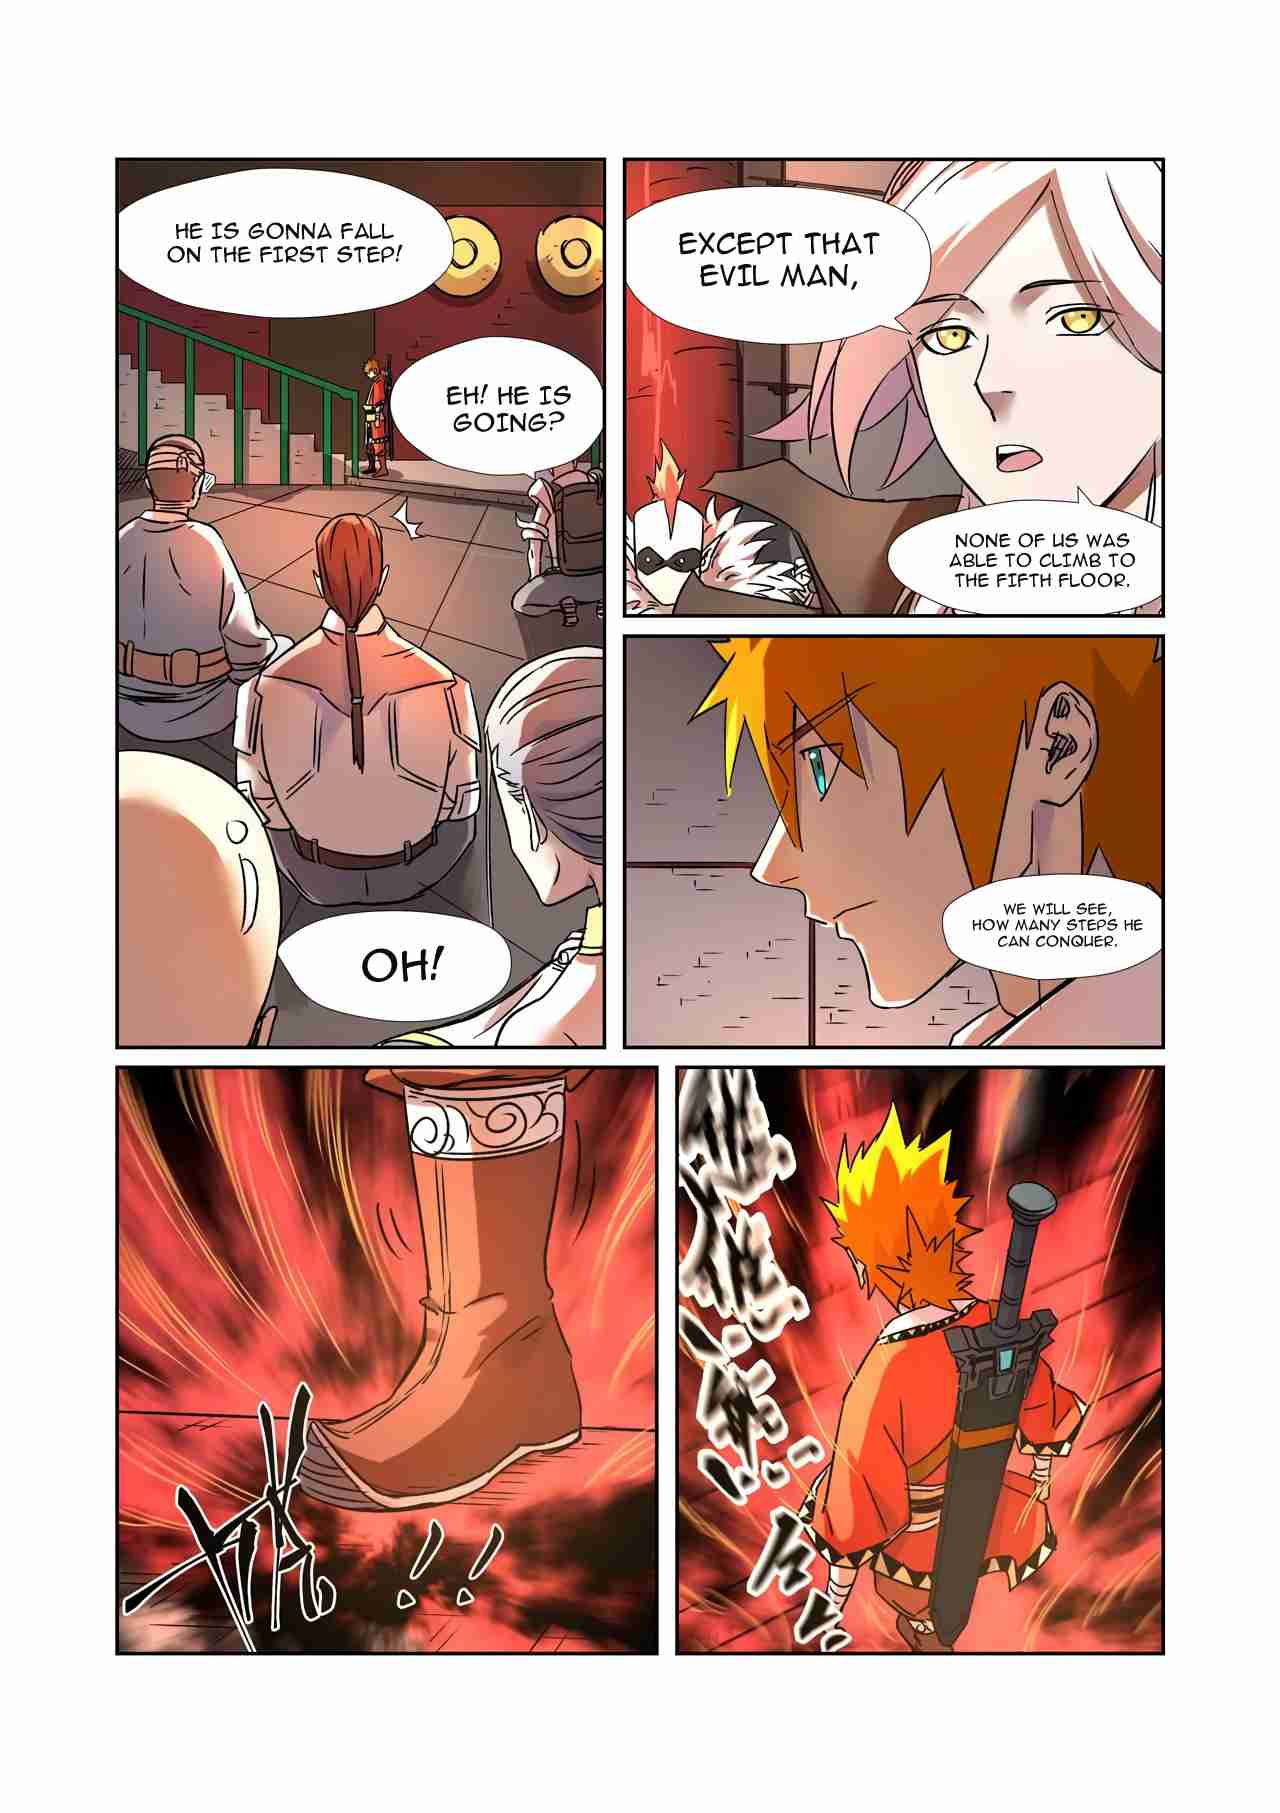 HE IS GONNA FALL
ON THE FIRST STEP!
EH! HE IS
GOING?
OH!
EXCEPT THAT
EVIL MAN,
NONE OF US WAS
ABLE TO CLIMB TO
THE FIFTH FLOOR.
WE WILL SEE,
HOW MANY STEPS HE
CAN CONQUER.